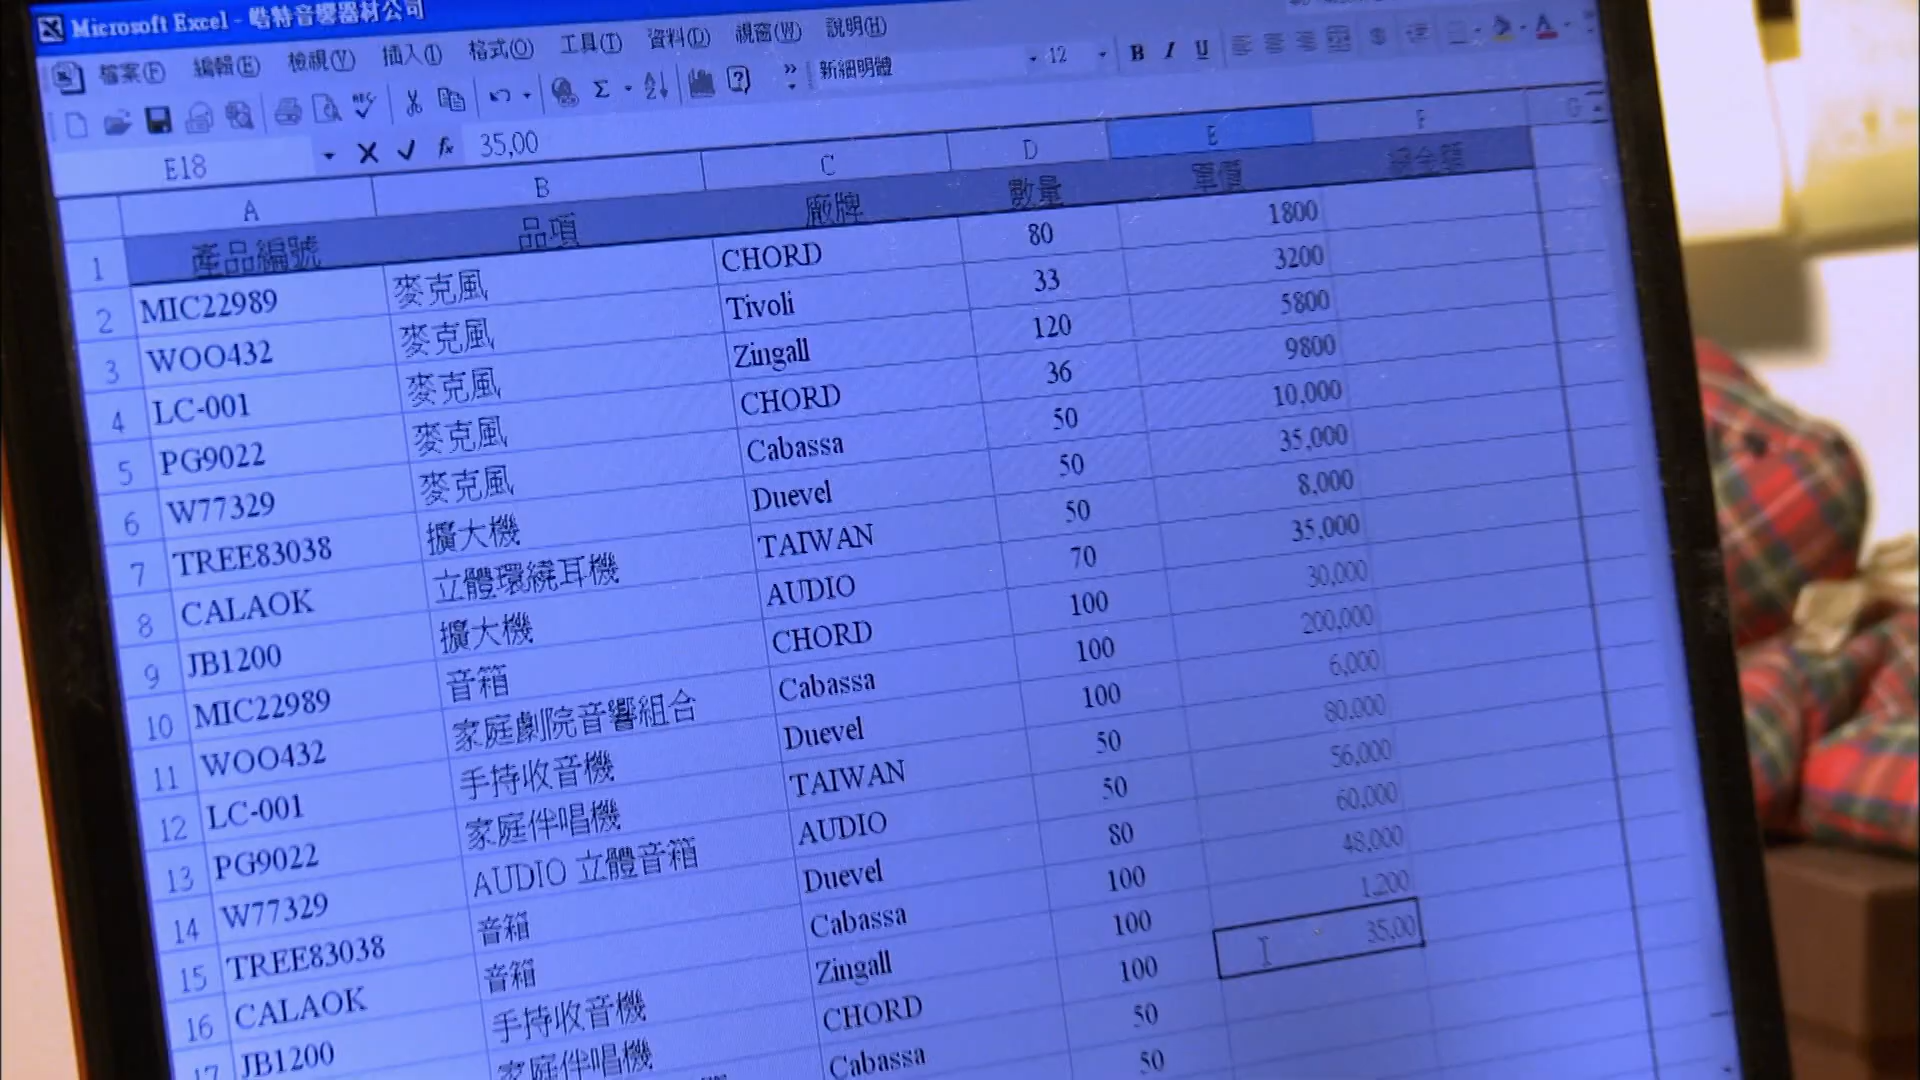 Microsoft Excel - 皓特音響器材公司
檔案(F) 編輯(E) 檢視(V) 插入(I) 格式(O) 工具(T) 資料(D) 視窗(W) 說明(H)
Σ » 新細明體 12 B I U
E18 fx 35,00
A B C D E F G
1 產品編號 品項 廠牌 數量 單價 總金額
2 MIC22989 麥克風 CHORD 80 1800
3 WOO432 麥克風 Tivoli 33 3200
4 LC-001 麥克風 Zingall 120 5800
5 PG9022 麥克風 CHORD 36 9800
6 W77329 麥克風 Cabassa 50 10,000
7 TREE83038 擴大機 Duevel 50 35,000
8 CALAOK 立體環繞耳機 TAIWAN 50 8,000
9 JB1200 擴大機 AUDIO 70 35,000
10 MIC22989 音箱 CHORD 100 30,000
11 WOO432 家庭劇院音響組合 Cabassa 100 200,000
12 LC-001 手持收音機 Duevel 100 6,000
13 PG9022 家庭伴唱機 TAIWAN 50 80,000
14 W77329 AUDIO 立體音箱 AUDIO 50 56,000
15 TREE83038 音箱 Duevel 80 60,000
16 CALAOK 音箱 Cabassa 100 48,000
17 JB1200 手持收音機 Zingall 100 1,200
家庭伴唱機 CHORD 100 35,00
Cabassa 50
50